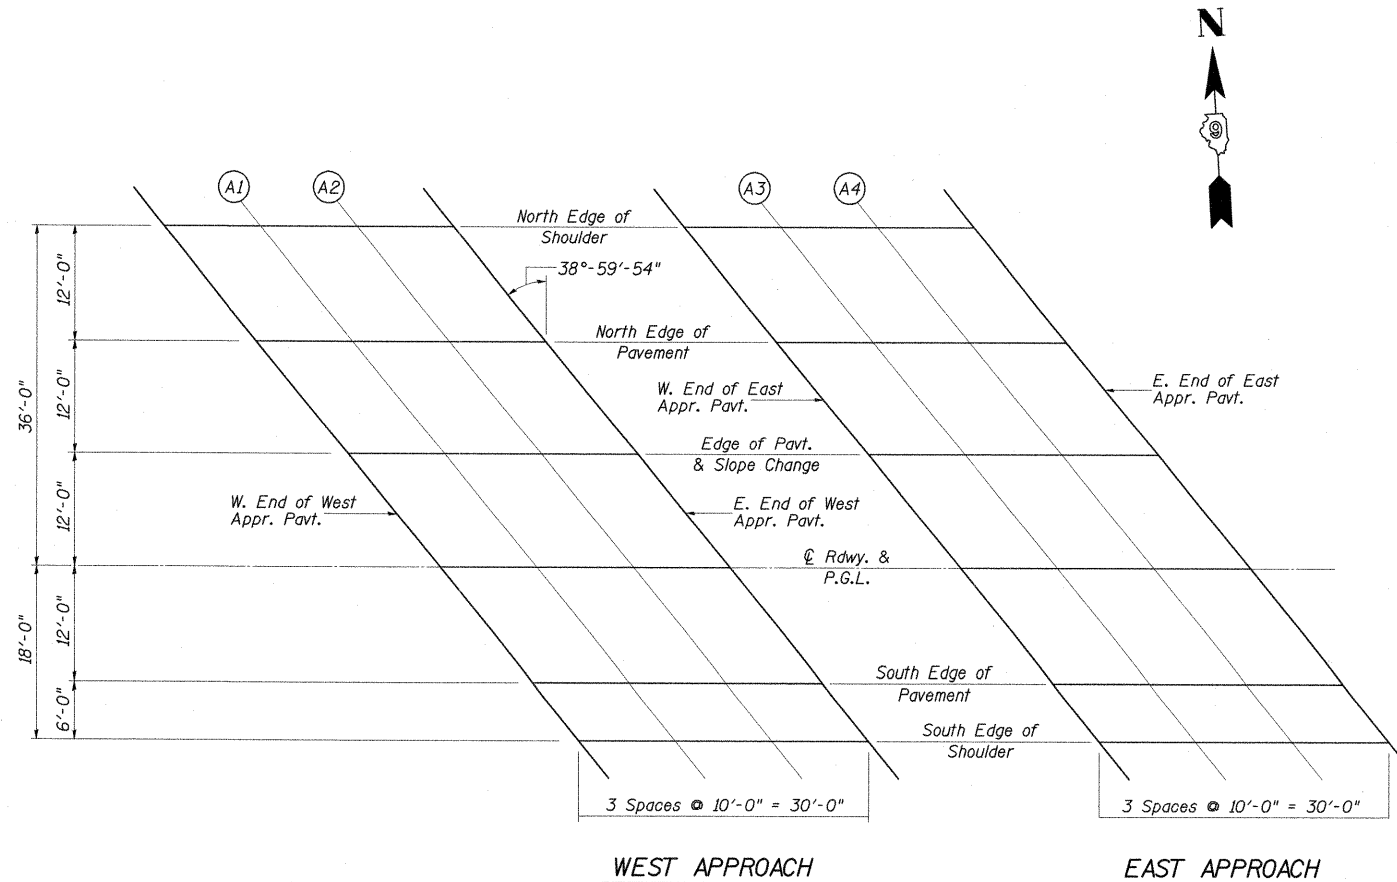 N
9
A1
A2
A3
A4
North Edge of
Shoulder
38°-59'-54"
12'-0"
North Edge of
Pavement
W. End of East
Appr. Pavt.
E. End of East
Appr. Pavt.
12'-0"
36'-0"
Edge of Pavt.
& Slope Change
W. End of West
Appr. Pavt.
E. End of West
Appr. Pavt.
12'-0"
℄ Rdwy. &
P.G.L.
12'-0"
18'-0"
South Edge of
Pavement
6'-0"
South Edge of
Shoulder
3 Spaces @ 10'-0" = 30'-0"
3 Spaces @ 10'-0" = 30'-0"
WEST APPROACH
EAST APPROACH